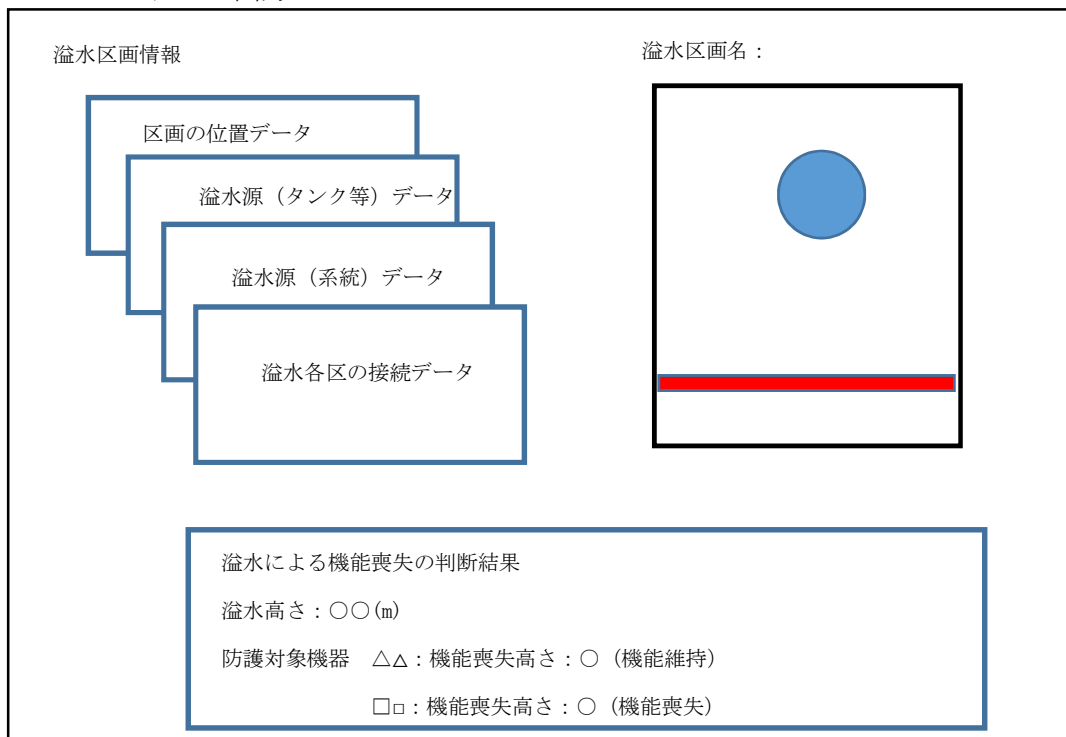 溢水区画情報
溢水区画名：
区画の位置データ
溢水源（タンク等）データ
溢水源（系統）データ
溢水各区の接続データ
溢水による機能喪失の判断結果
溢水高さ：○○(m)
防護対象機器　△△：機能喪失高さ：○（機能維持）
□□：機能喪失高さ：○（機能喪失）